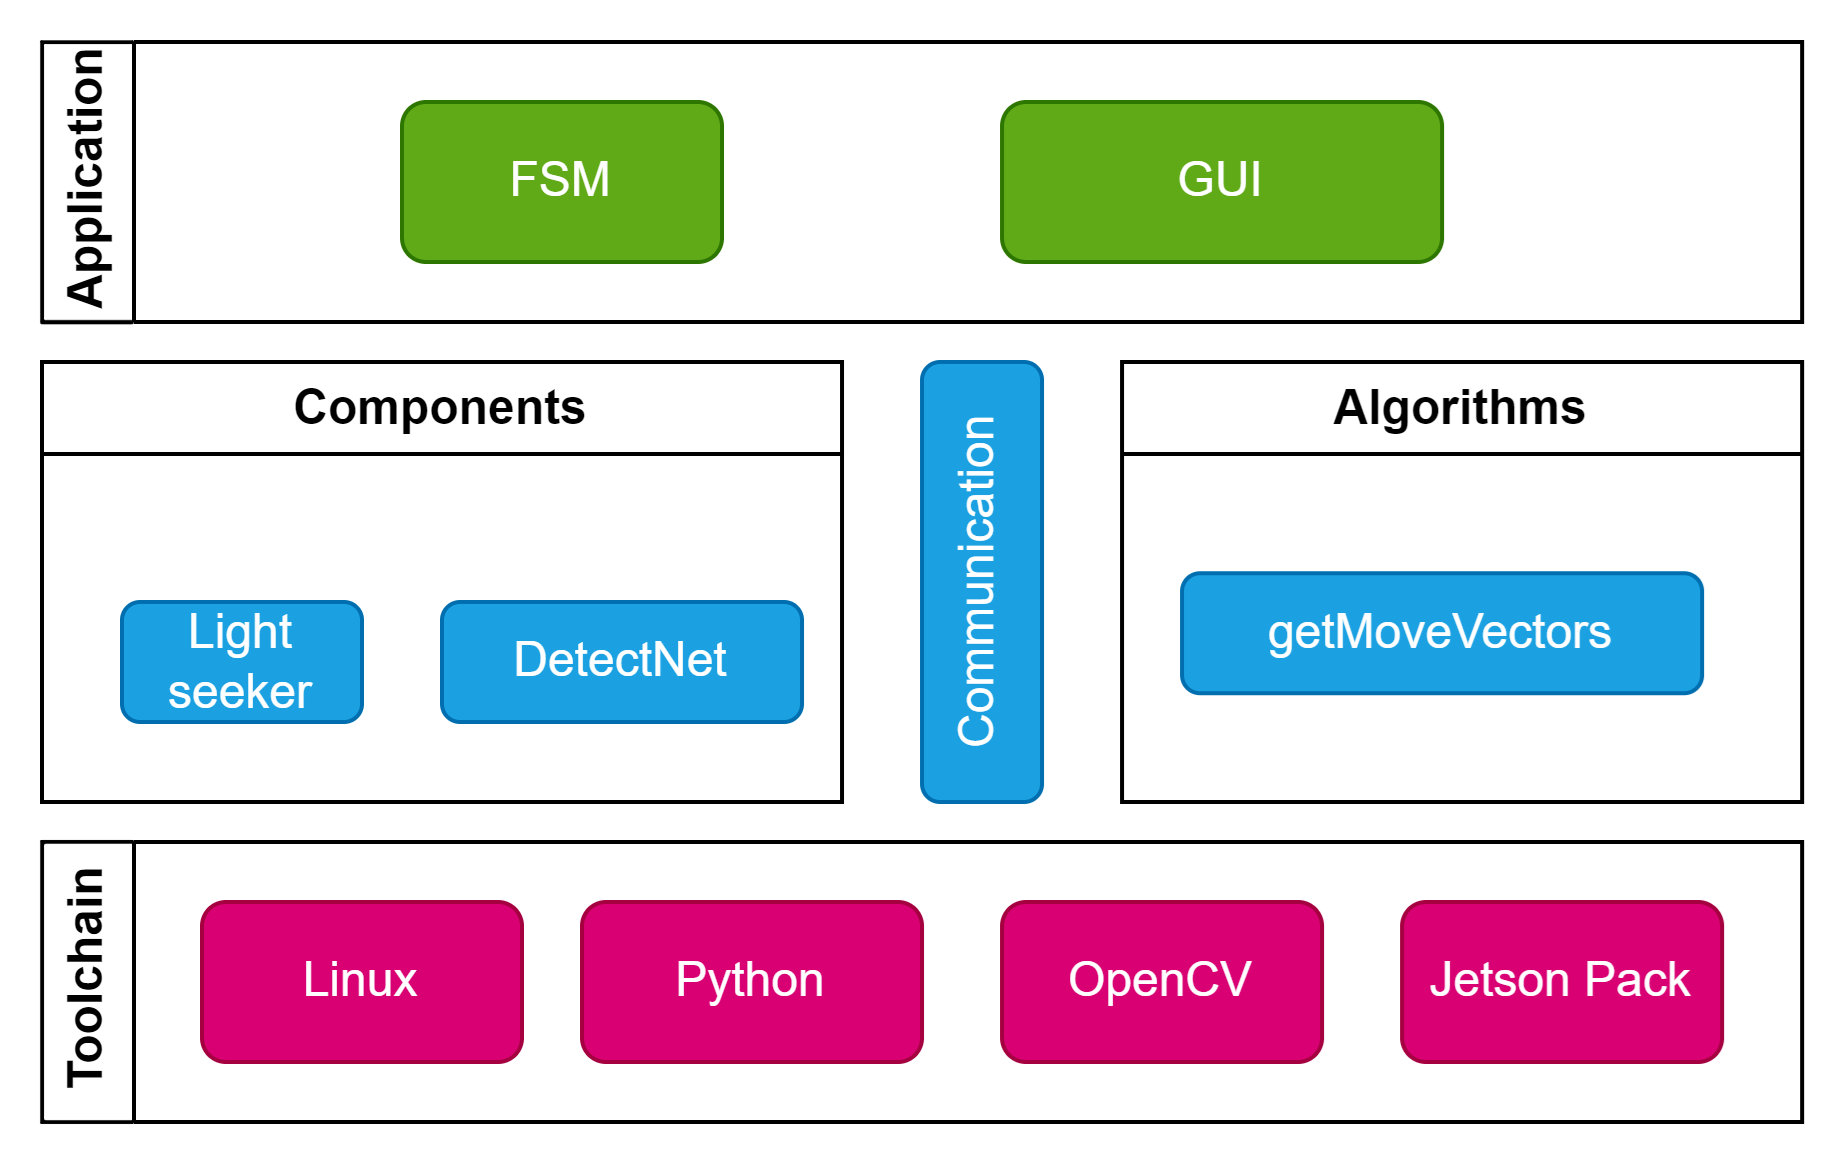 Application
FSM
GUI
Components
Light
seeker
DetectNet
Communication
Algorithms
getMoveVectors
Toolchain
Linux
Python
OpenCV
Jetson Pack